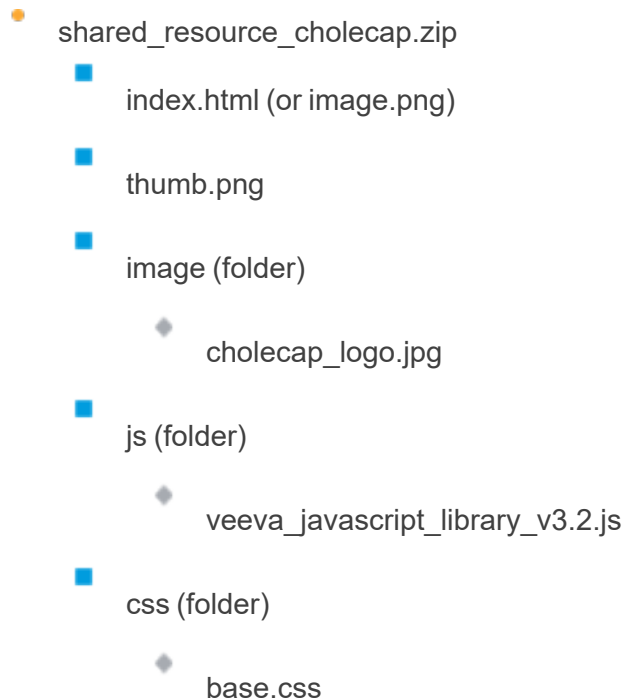 shared_resource_cholecap.zip
index.html (or image.png)
thumb.png
image (folder)
cholecap_logo.jpg
js (folder)
veeva_javascript_library_v3.2.js
css (folder)
base.css